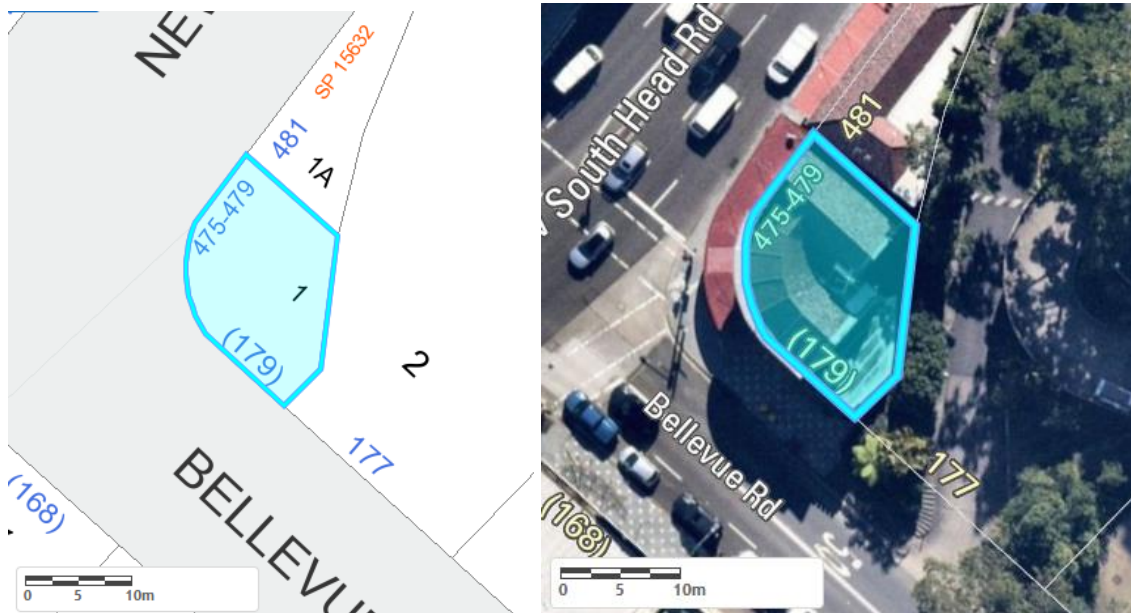 NE
SP 15632
481
1A
475-479
1
(179)
2
177
BELLEVU
(168)
0 5 10m
South Head Rd
481
475-479
(179)
Bellevue Rd
177
(168)
0 5 10m